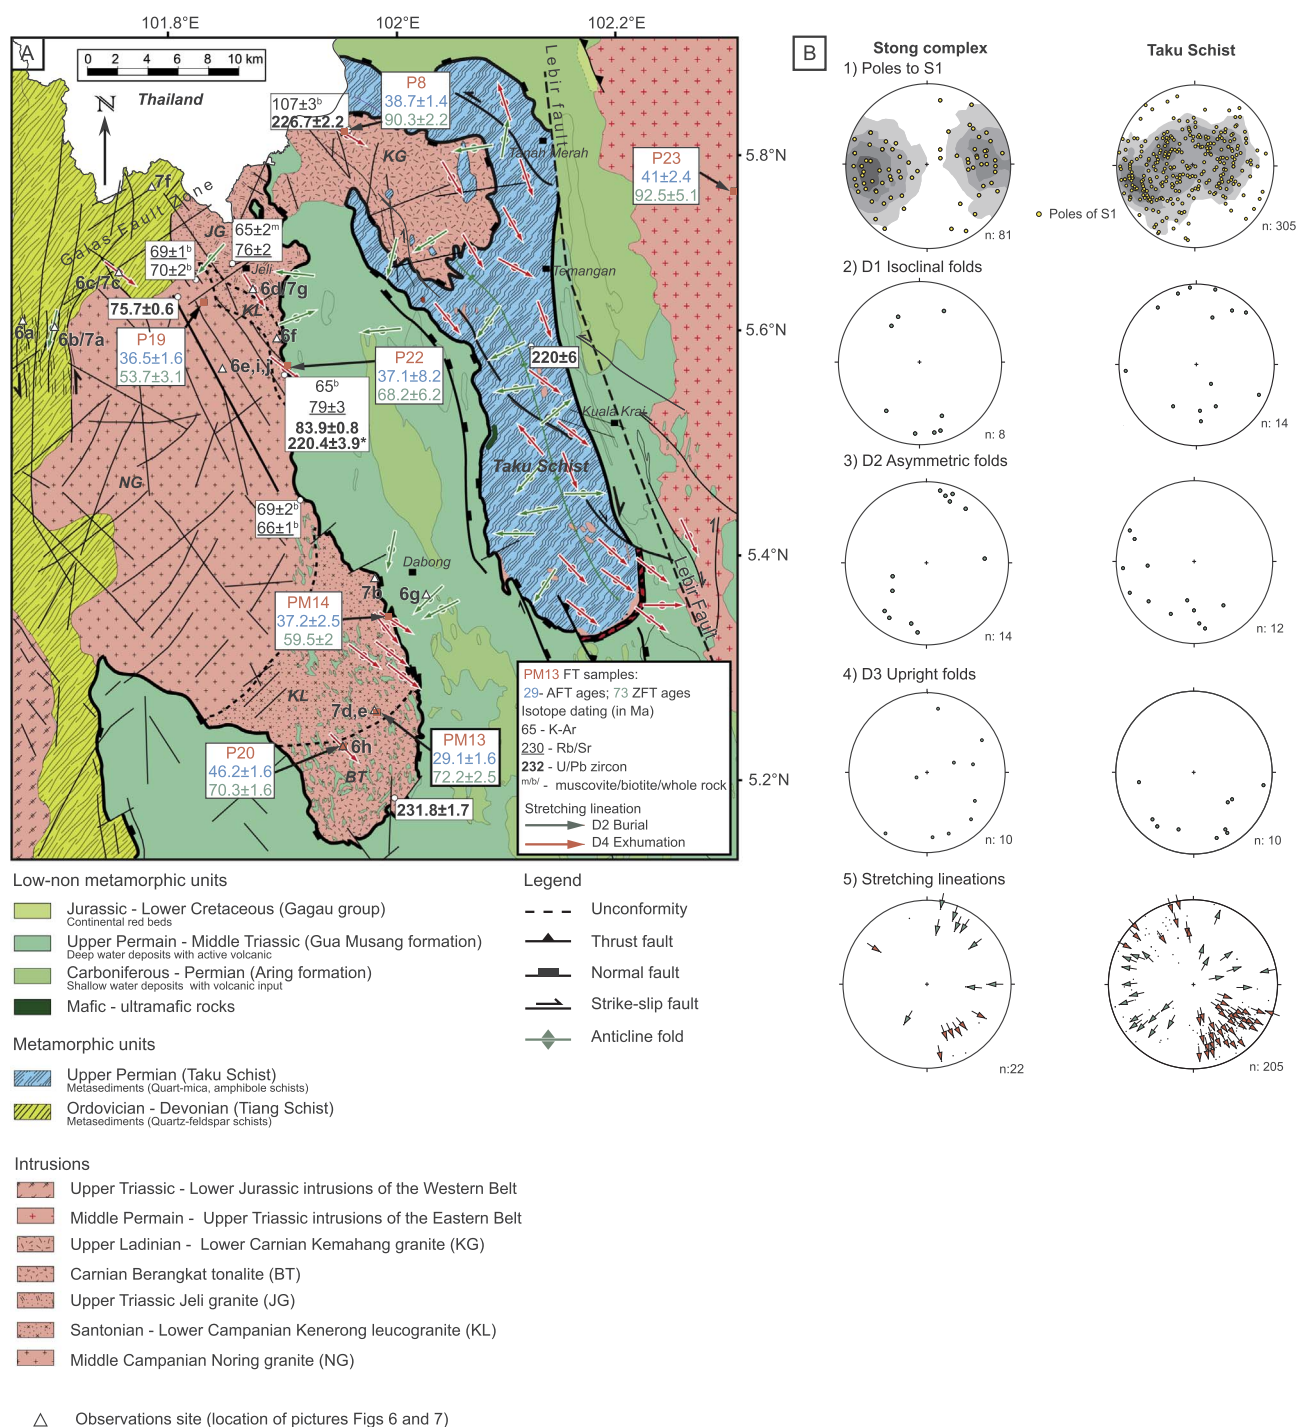 101.8°E
102°E
102.2°E
A
0 2 4 6 8 10 km
Thailand
N
107±3ᵇ
226.7±2.2
P8
38.7±1.4
90.3±2.2
KG
Lebir fault
Tanah Merah
5.8°N
P23
41±2.4
92.5±5.1
7f
Galas Fault Zone
JG
65±2ᵐ
76±2
69±1ᵇ
70±2ᵇ
Jeli
6c/7c
6d/7g
KL
Temangan
75.7±0.6
6a
6b/7a
P19
36.5±1.6
53.7±3.1
6f
5.6°N
6e,i,j
P22
37.1±8.2
68.2±6.2
220±6
65ᵇ
79±3
83.9±0.8
220.4±3.9*
Kuala Krai
Taku Schist
NG
69±2ᵇ
66±1ᵇ
5.4°N
Dabong
7b
6g
Lebir Fault
PM14
37.2±2.5
59.5±2
KL
7d,e
6h
P20
46.2±1.6
70.3±1.6
PM13
29.1±1.6
72.2±2.5
BT
5.2°N
231.8±1.7
PM13 FT samples:
29- AFT ages; 73 ZFT ages
Isotope dating (in Ma)
65 - K-Ar
230 - Rb/Sr
232 - U/Pb zircon
m/b/ - muscovite/biotite/whole rock
Stretching lineation
D2 Burial
D4 Exhumation
B
Stong complex
Taku Schist
1) Poles to S1
Poles of S1
n: 81
n: 305
2) D1 Isoclinal folds
n: 8
n: 14
3) D2 Asymmetric folds
n: 14
n: 12
4) D3 Upright folds
n: 10
n: 10
5) Stretching lineations
n:22
n: 205
Low-non metamorphic units
Jurassic - Lower Cretaceous (Gagau group)
Continental red beds
Upper Permain - Middle Triassic (Gua Musang formation)
Deep water deposits with active volcanic
Carboniferous - Permian (Aring formation)
Shallow water deposits with volcanic input
Mafic - ultramafic rocks
Metamorphic units
Upper Permian (Taku Schist)
Metasediments (Quart-mica, amphibole schists)
Ordovician - Devonian (Tiang Schist)
Metasediments (Quartz-feldspar schists)
Intrusions
Upper Triassic - Lower Jurassic intrusions of the Western Belt
Middle Permain - Upper Triassic intrusions of the Eastern Belt
Upper Ladinian - Lower Carnian Kemahang granite (KG)
Carnian Berangkat tonalite (BT)
Upper Triassic Jeli granite (JG)
Santonian - Lower Campanian Kenerong leucogranite (KL)
Middle Campanian Noring granite (NG)
Observations site (location of pictures Figs 6 and 7)
Legend
Unconformity
Thrust fault
Normal fault
Strike-slip fault
Anticline fold